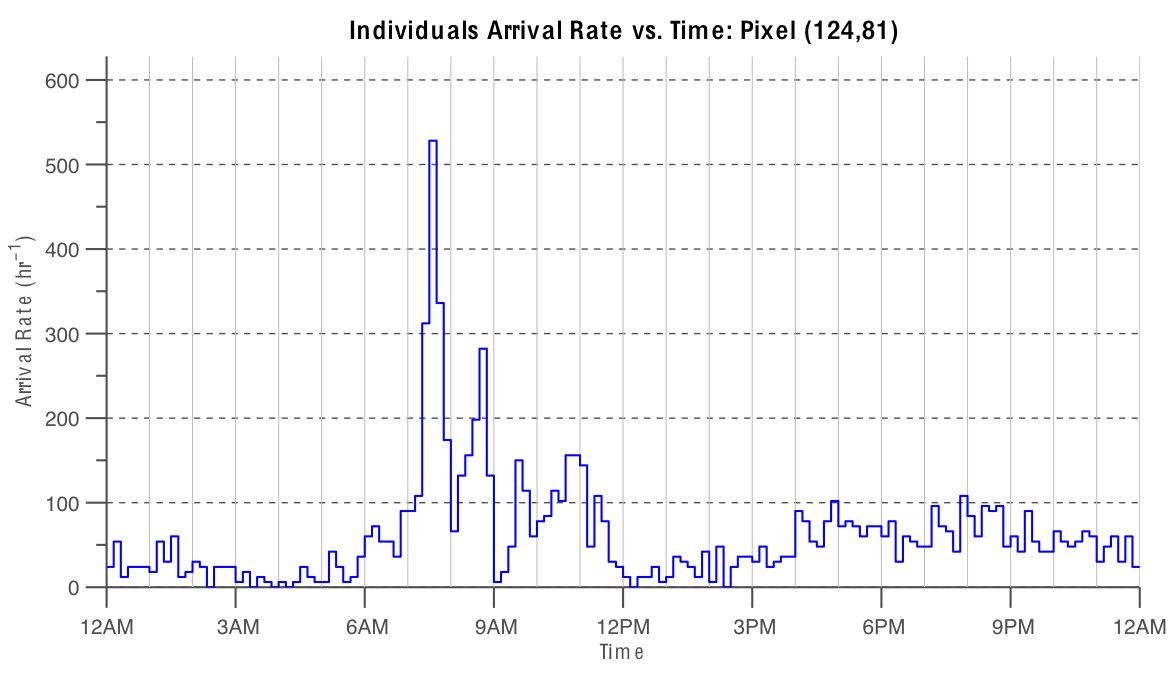 Individuals Arrival Rate vs. Time: Pixel (124,81)
600
500
400
300
200
100
0
Arrival Rate (hr⁻¹)
12AM 3AM 6AM 9AM 12PM 3PM 6PM 9PM 12AM
Time